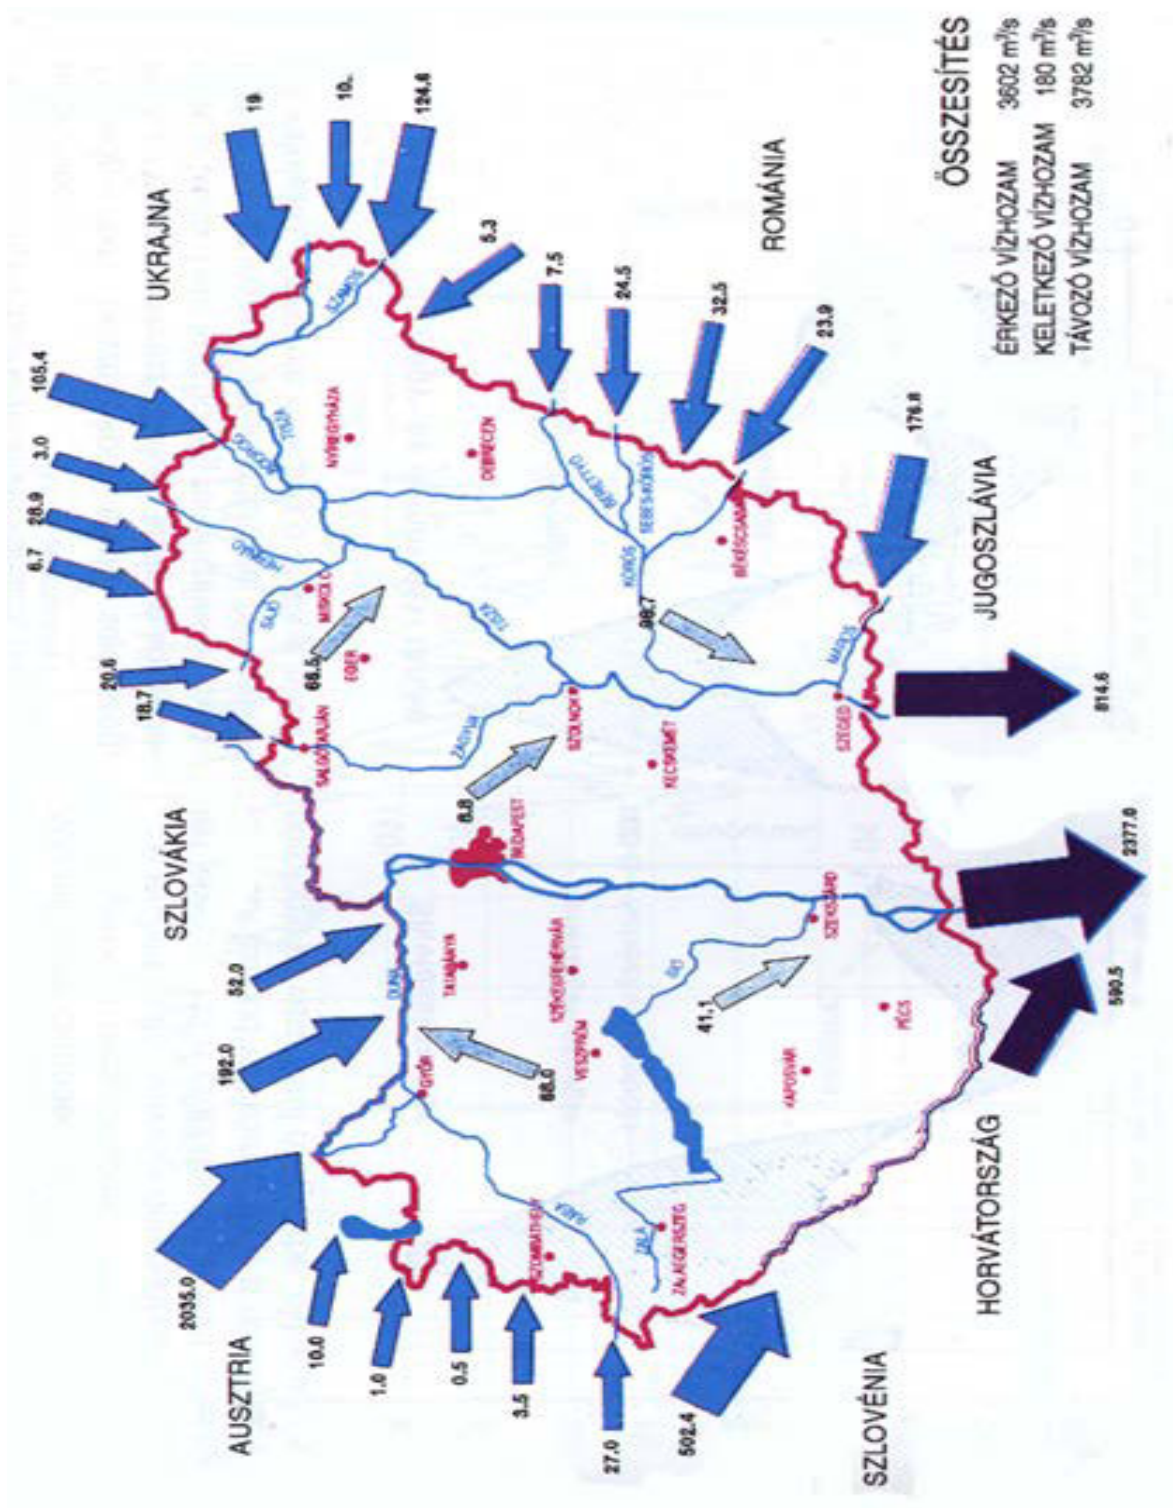 AUSZTRIA
SZLOVÁKIA
UKRAJNA
ROMÁNIA
JUGOSZLÁVIA
HORVÁTORSZÁG
SZLOVÉNIA
2035.0
192.0
52.0
18.7
20.6
6.7
28.9
3.0
105.4
19
10.
124.6
5.3
7.5
24.5
32.5
23.9
176.8
814.6
2377.0
590.5
502.4
27.0
3.5
0.5
1.0
10.0
68.0
41.1
6.8
66.5
98.7
GYŐR
TATABÁNYA
BUDAPEST
SALGÓTARJÁN
EGER
MISKOLC
NYÍREGYHÁZA
DEBRECEN
SZOMBATHELY
VESZPRÉM
SZÉKESFEHÉRVÁR
SZOLNOK
KECSKEMÉT
BÉKÉSCSABA
ZALAEGERSZEG
KAPOSVÁR
PÉCS
SZEKSZÁRD
SZEGED
DUNA
RÁBA
ZALA
SIÓ
ZAGYVA
SAJÓ
HERNÁD
BODROG
TISZA
SZAMOS
TISZA
BERETTYÓ
SEBES-KÖRÖS
KÖRÖS
MAROS
ÖSSZESÍTÉS
ÉRKEZŐ VÍZHOZAM 3602 m³/s
KELETKEZŐ VÍZHOZAM 180 m³/s
TÁVOZÓ VÍZHOZAM 3782 m³/s